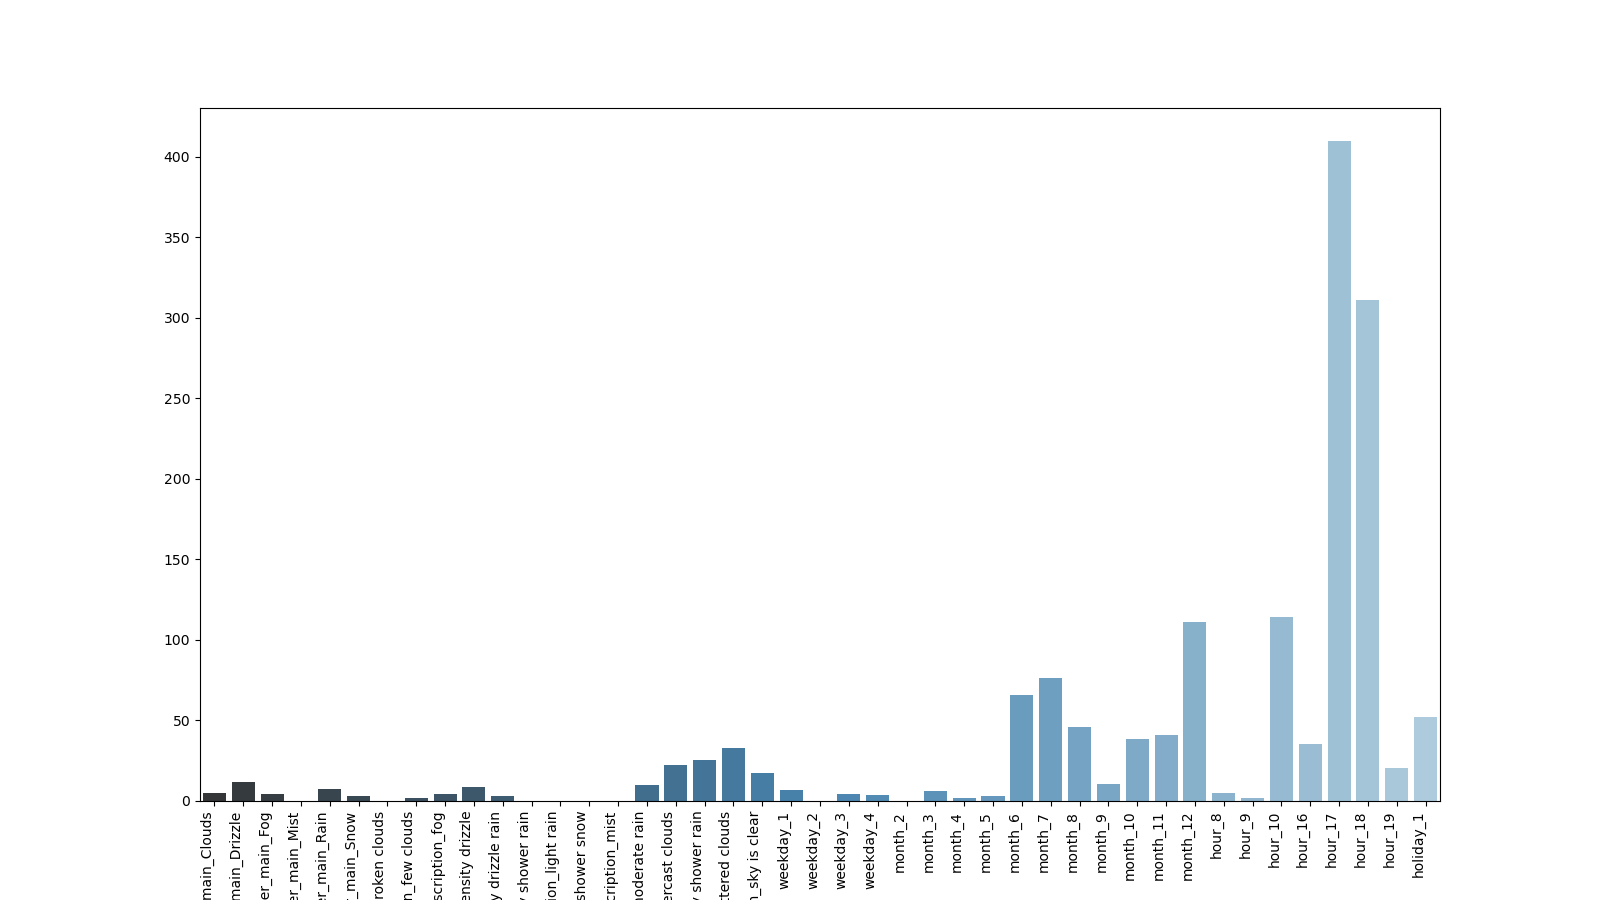 400
350
300
250
200
150
100
50
0
main_Clouds
main_Drizzle
er_main_Fog
er_main_Mist
er_main_Rain
_main_Snow
roken clouds
n_few clouds
scription_fog
ensity drizzle
y drizzle rain
shower rain
ion_light rain
shower snow
cription_mist
moderate rain
ercast clouds
shower rain
ttered clouds
n_sky is clear
weekday_1
weekday_2
weekday_3
weekday_4
month_2
month_3
month_4
month_5
month_6
month_7
month_8
month_9
month_10
month_11
month_12
hour_8
hour_9
hour_10
hour_16
hour_17
hour_18
hour_19
holiday_1